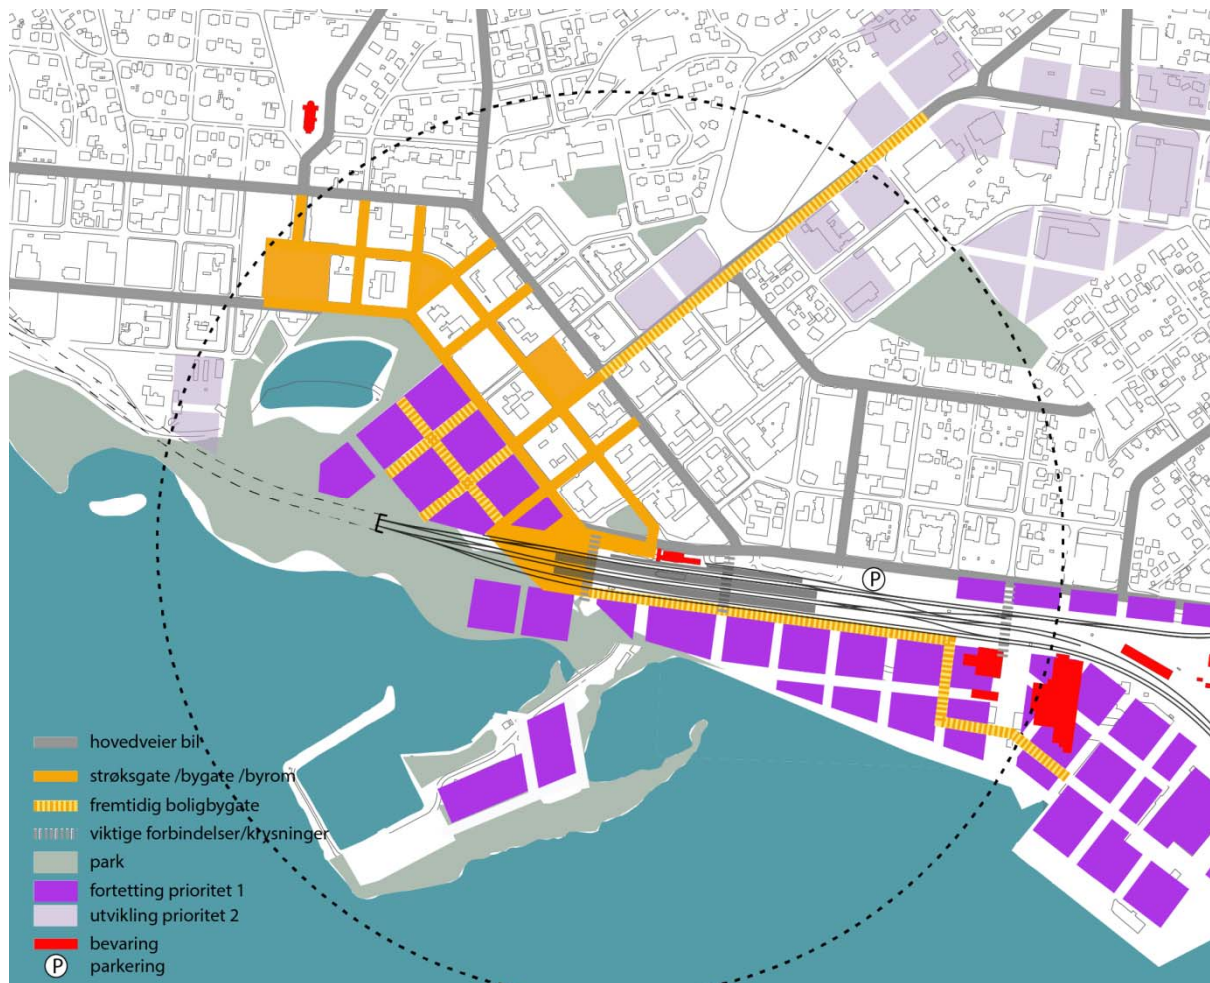 P
hovedveier bil
strøksgate /bygate /byrom
fremtidig boligbygate
viktige forbindelser/krysninger
park
fortetting prioritet 1
utvikling prioritet 2
bevaring
P parkering